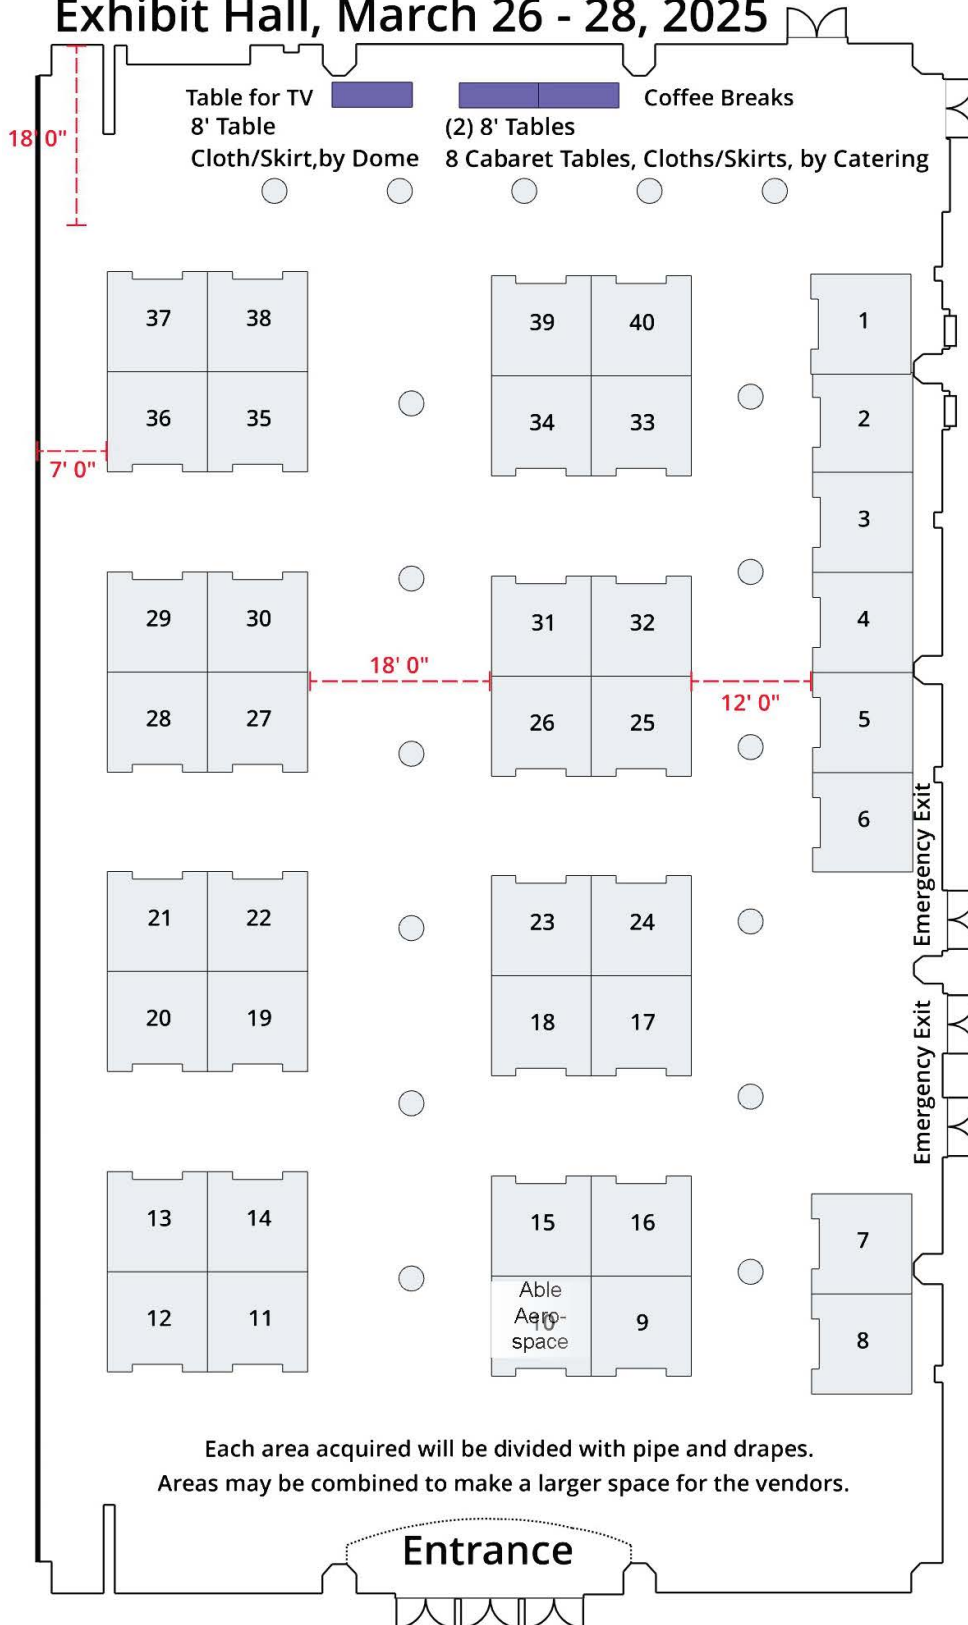 Exhibit Hall, March 26 - 28, 2025
Table for TV
Coffee Breaks
8' Table
(2) 8' Tables
Cloth/Skirt,by Dome
8 Cabaret Tables, Cloths/Skirts, by Catering
18' 0"
37 38
39 40
1
36 35
34 33
2
7' 0"
3
29 30
31 32
4
18' 0"
12' 0"
28 27
26 25
5
6
Emergency Exit
21 22
23 24
20 19
18 17
Emergency Exit
13 14
15 16
7
Able
Aero-
space
12 11
10 9
8
Each area acquired will be divided with pipe and drapes.
Areas may be combined to make a larger space for the vendors.
Entrance